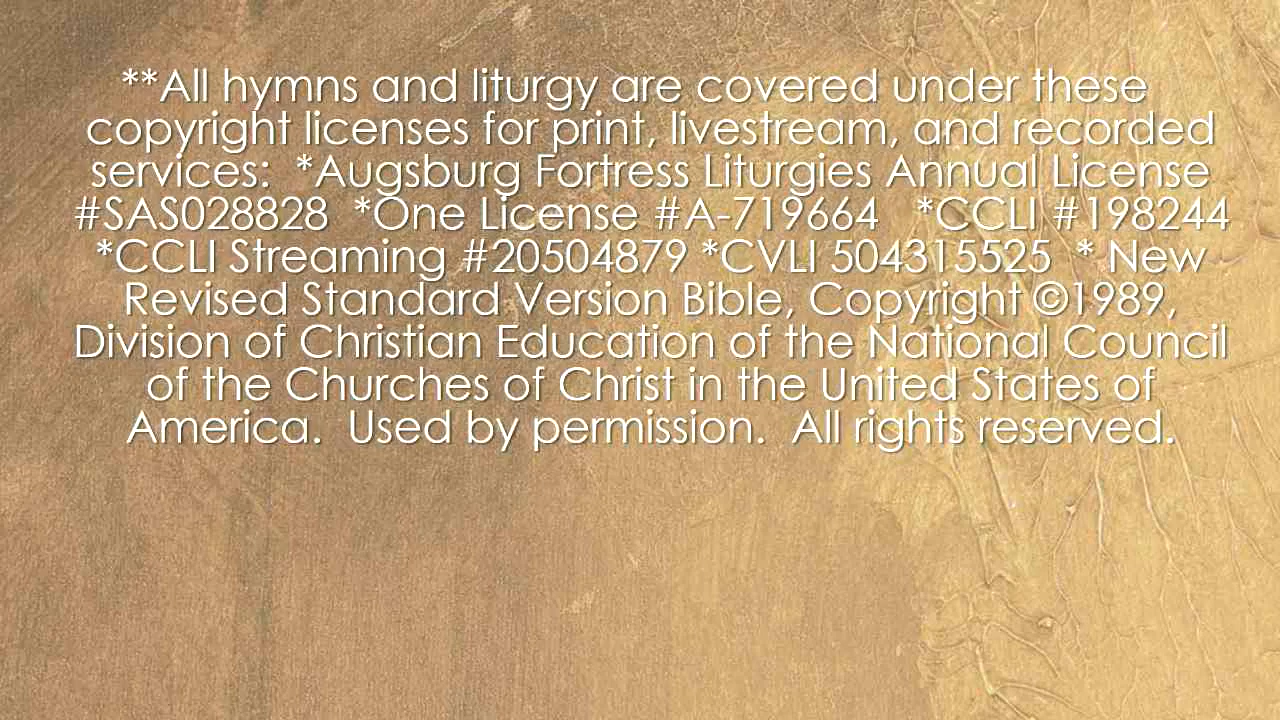 **All hymns and liturgy are covered under these
copyright licenses for print, livestream, and recorded
services:  *Augsburg Fortress Liturgies Annual License
#SAS028828  *One License #A-719664   *CCLI #198244
*CCLI Streaming #20504879 *CVLI 504315525  * New
Revised Standard Version Bible, Copyright ©1989,
Division of Christian Education of the National Council
of the Churches of Christ in the United States of
America.  Used by permission.  All rights reserved.